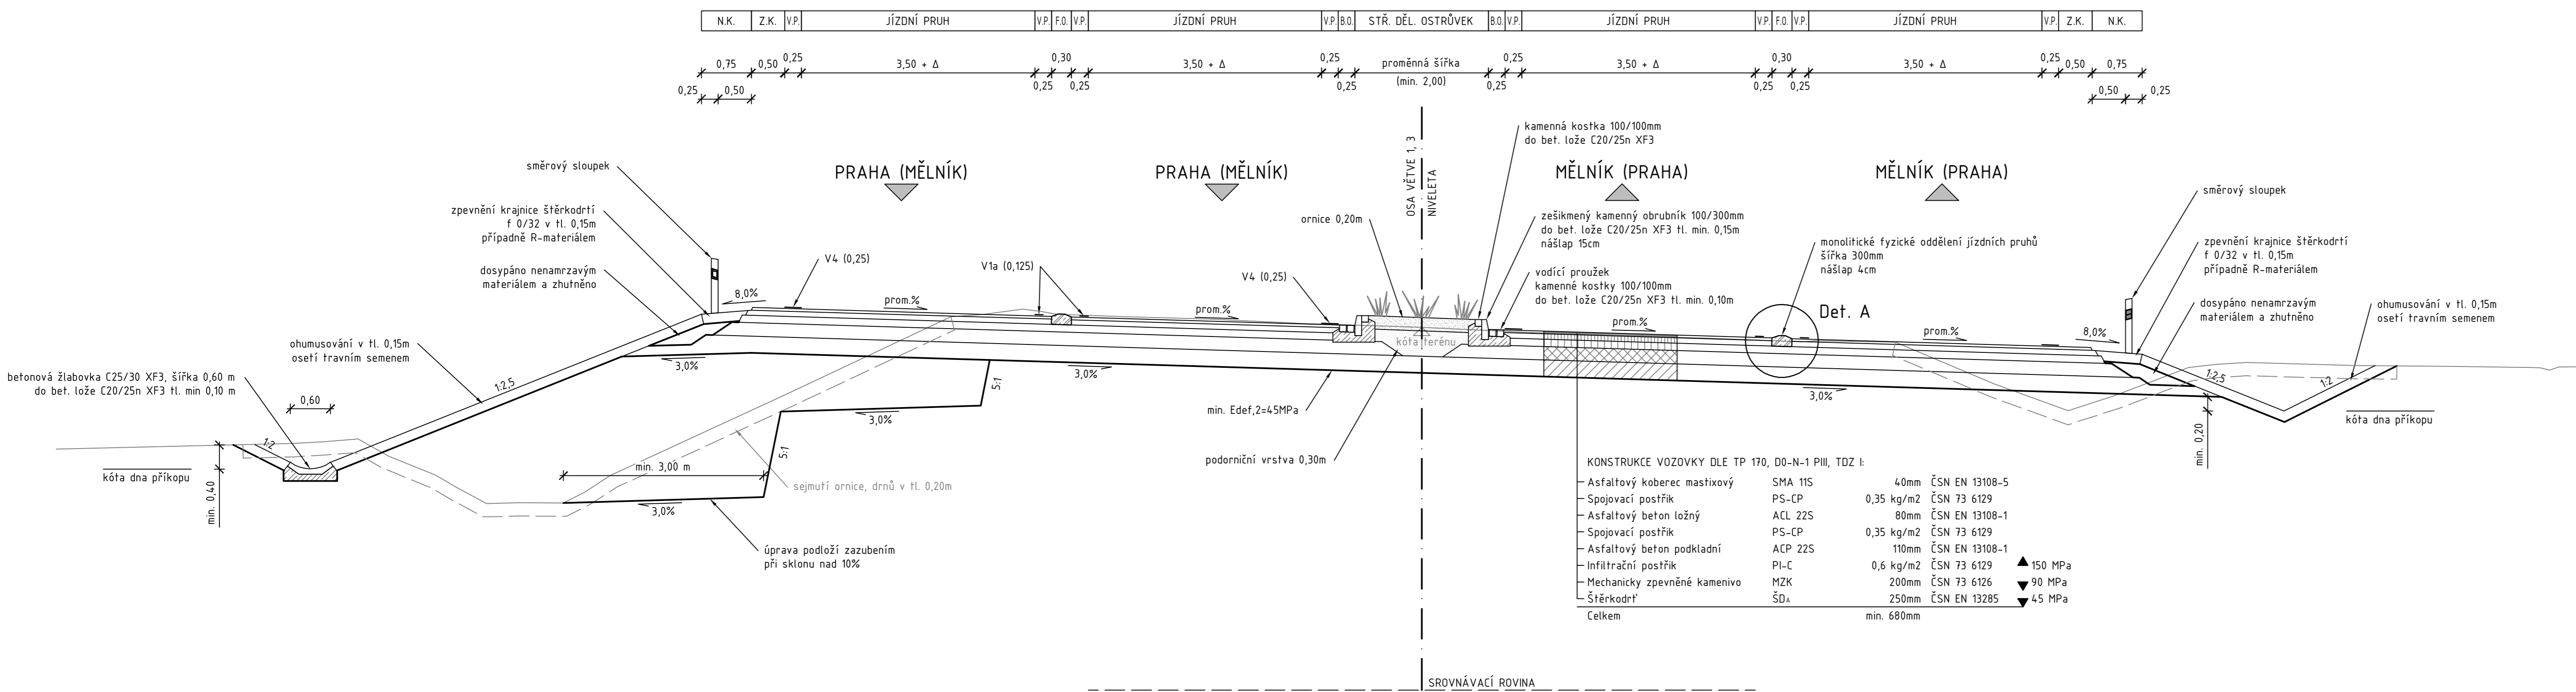 N.K. Z.K. V.P. JÍZDNÍ PRUH V.P. F.O. V.P. JÍZDNÍ PRUH V.P. B.O. STŘ. DĚL. OSTRŮVEK B.O. V.P. JÍZDNÍ PRUH V.P. F.O. V.P. JÍZDNÍ PRUH V.P. Z.K. N.K.
0,75 0,50 0,25 3,50 + Δ 0,30 3,50 + Δ 0,25 proměnná šířka 0,25 3,50 + Δ 0,30 3,50 + Δ 0,25 0,50 0,75
0,25 0,25 0,25 (min. 2,00) 0,25 0,25 0,25
0,25 0,50 0,50 0,25
OSA VĚTVE 1, 3
NIVELETA
kamenná kostka 100/100mm
do bet. lože C20/25n XF3
PRAHA (MĚLNÍK) PRAHA (MĚLNÍK) MĚLNÍK (PRAHA) MĚLNÍK (PRAHA)
směrový sloupek
směrový sloupek
zpevnění krajnice štěrkodrtí
f 0/32 v tl. 0,15m
případně R-materiálem
dosypáno nenamrzavým
materiálem a zhutněno
V4 (0,25)
V1a (0,125)
V4 (0,25)
ornice 0,20m
zešikmený kamenný obrubník 100/300mm
do bet. lože C20/25n XF3 tl. min. 0,15m
nášlap 15cm
vodící proužek
kamenné kostky 100/100mm
do bet. lože C20/25n XF3 tl. min. 0,10m
monolitické fyzické oddělení jízdních pruhů
šířka 300mm
nášlap 4cm
Det. A
zpevnění krajnice štěrkodrtí
f 0/32 v tl. 0,15m
případně R-materiálem
dosypáno nenamrzavým
materiálem a zhutněno
ohumusování v tl. 0,15m
osetí travním semenem
8,0% prom.% prom.% prom.% prom.% 8,0%
kóta terénu
ohumusování v tl. 0,15m
osetí travním semenem
betonová žlabovka C25/30 XF3, šířka 0,60 m
do bet. lože C20/25n XF3 tl. min 0,10 m
0,60
1:2,5
1:2
3,0% 3,0% 3,0%
5:1
3,0%
5:1
1:2,5
1:2
min. Edef,2=45MPa
podorniční vrstva 0,30m
kóta dna příkopu
min. 0,40
min. 3,00 m
sejmutí ornice, drnů v tl. 0,20m
3,0%
úprava podloží zazubením
při sklonu nad 10%
kóta dna příkopu
min. 0,20
KONSTRUKCE VOZOVKY DLE TP 170, D0-N-1 PIII, TDZ I:
Asfaltový koberec mastixový SMA 11S 40mm ČSN EN 13108-5
Spojovací postřik PS-CP 0,35 kg/m2 ČSN 73 6129
Asfaltový beton ložný ACL 22S 80mm ČSN EN 13108-1
Spojovací postřik PS-CP 0,35 kg/m2 ČSN 73 6129
Asfaltový beton podkladní ACP 22S 110mm ČSN EN 13108-1
Infiltrační postřik PI-C 0,6 kg/m2 ČSN 73 6129 150 MPa
Mechanicky zpevněné kamenivo MZK 200mm ČSN 73 6126 90 MPa
Štěrkodrť ŠDA 250mm ČSN EN 13285 45 MPa
Celkem min. 680mm
SROVNÁVACÍ ROVINA